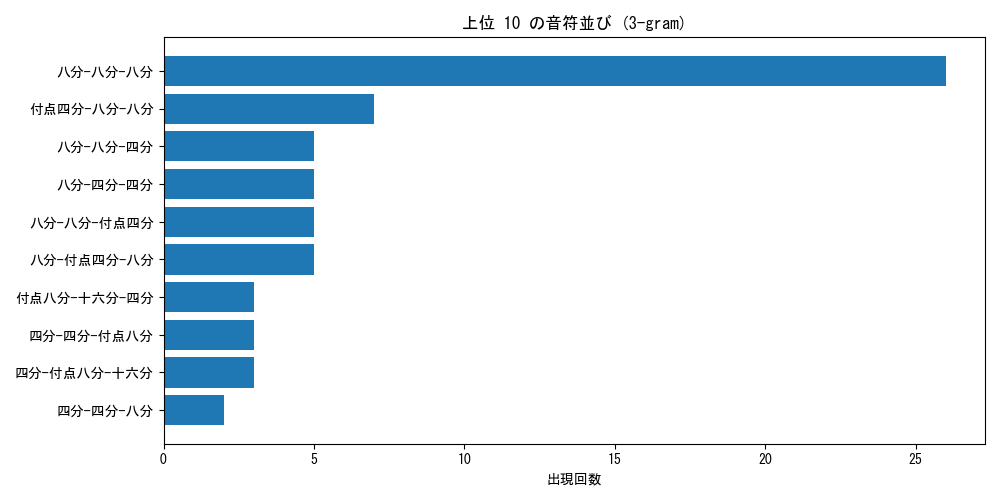 上位 10 の音符並び (3-gram)
八分-八分-八分
付点四分-八分-八分
八分-八分-四分
八分-四分-四分
八分-八分-付点四分
八分-付点四分-八分
付点八分-十六分-四分
四分-四分-付点八分
四分-付点八分-十六分
四分-四分-八分
0 5 10 15 20 25
出現回数